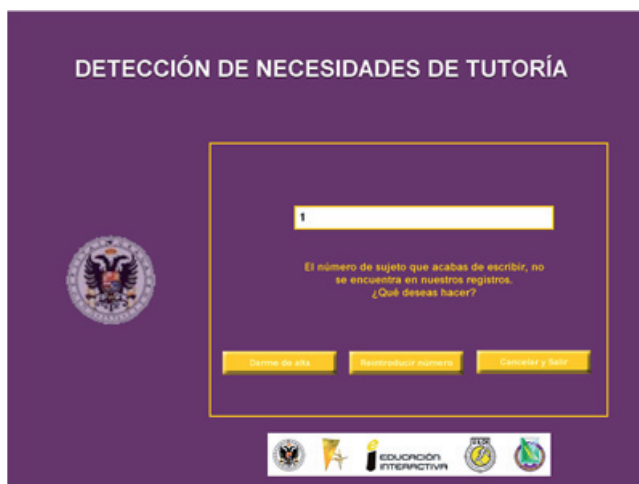 DETECCIÓN DE NECESIDADES DE TUTORÍA
1
El número de sujeto que acabas de escribir, no
se encuentra en nuestros registros.
¿Qué deseas hacer?
Darme de alta
Reintroducir número
Cancelar y Salir
EDUCACIÓN
INTERACTIVA